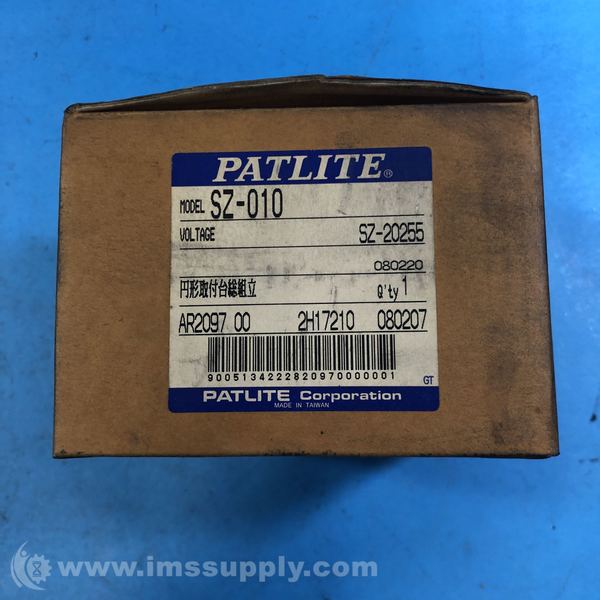 PATLITE®
MODEL SZ-010
VOLTAGE SZ-20255
080220
円形取付台総組立 Q'ty 1
AR2097 00 2H17210 080207
9005134222820970000001
GT
PATLITE Corporation
MADE IN TAIWAN
www.imssupply.com